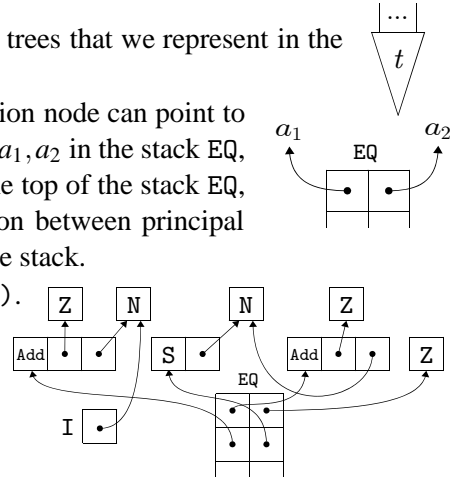 ...
trees that we represent in the
t
ion node can point to
a₁, a₂ in the stack EQ,
a₁ a₂
EQ
e top of the stack EQ,
on between principal
e stack.
).
Z N N Z
Add S Add Z
EQ
I